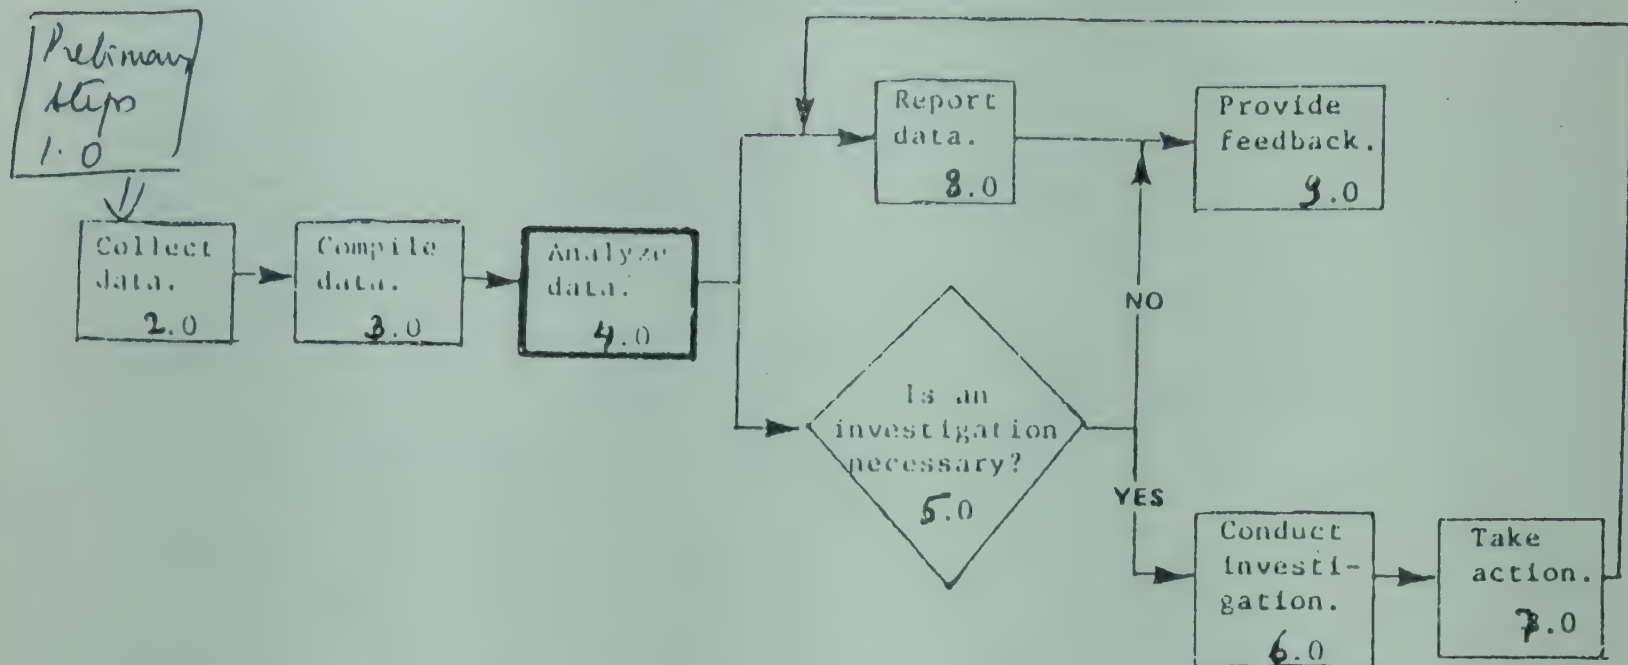 Prelimany
steps
1.0
Collect
data.
2.0
Compile
data.
3.0
Analyze
data.
4.0
Report
data.
8.0
Provide
feedback.
9.0
Is an
investigation
necessary?
5.0
NO
YES
Conduct
investi-
gation.
6.0
Take
action.
7.0